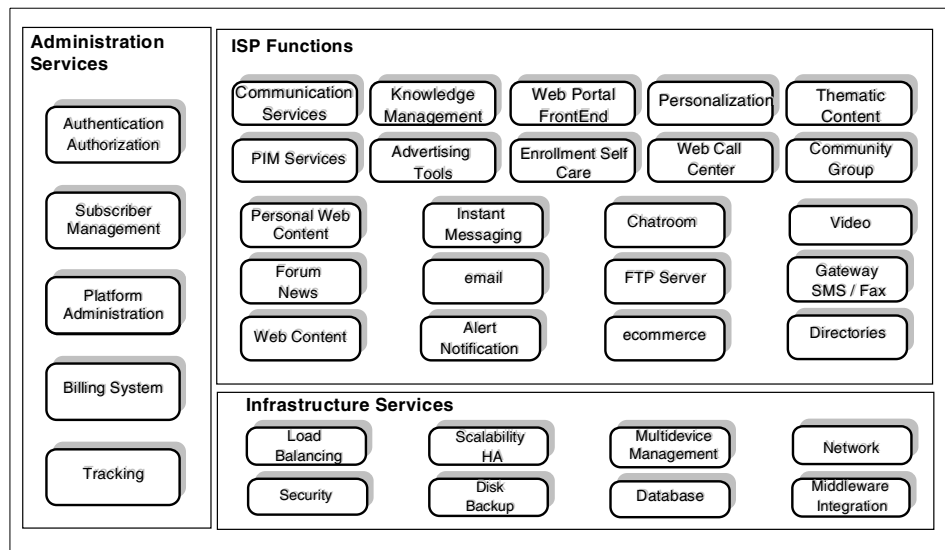 Administration
Services
Authentication
Authorization
Subscriber
Management
Platform
Administration
Billing System
Tracking
ISP Functions
Communication
Services
Knowledge
Management
Web Portal
FrontEnd
Personalization
Thematic
Content
PIM Services
Advertising
Tools
Enrollment Self
Care
Web Call
Center
Community
Group
Personal Web
Content
Instant
Messaging
Chatroom
Video
Forum
News
email
FTP Server
Gateway
SMS / Fax
Web Content
Alert
Notification
ecommerce
Directories
Infrastructure Services
Load
Balancing
Scalability
HA
Multidevice
Management
Network
Security
Disk
Backup
Database
Middleware
Integration